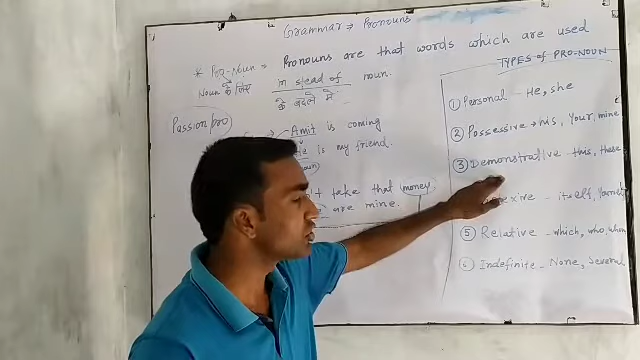 Grammar ⇒ Pronouns
* Pro-Noun ⇒ Pronouns are that words which are used
in stead of noun.
Noun के लिए
के बदले में
Passion pro
Amit is coming
is my friend.
take that money
are mine.
TYPES of PRO-NOUN
① Personal - He, she
② Possessive → his, Your, mine
③ Demonstrative - this, these
exive - itself,
⑤ Relative - which, who, whom
⑥ Indefinite - None, Several